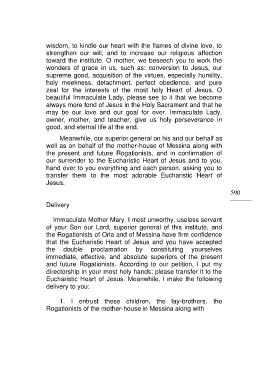 wisdom, to kindle our heart with the flames of divine love, to
strengthen our will, and to increase our religious affection
toward the institute. O mother, we beseech you to work the
wonders of grace in us, such as: conversion to Jesus, our
supreme good, acquisition of the virtues, especially humility,
holy meekness, detachment, perfect obedience, and pure
zeal for the interests of the most holy Heart of Jesus. O
beautiful Immaculate Lady, please see to it that we become
always more fond of Jesus in the Holy Sacrament and that he
may be our love and our goal for ever. Immaculate Lady,
owner, mother, and teacher, give us holy perseverance in
good, and eternal life at the end.
Meanwhile, our superior general on his and our behalf as
well as on behalf of the mother-house of Messina along with
the present and future Rogationists, and in confirmation of
our surrender to the Eucharistic Heart of Jesus and to you,
hand over to you everything and each person, asking you to
transfer them to the most adorable Eucharistic Heart of
Jesus.
590
Delivery
Immaculate Mother Mary, I most unworthy, useless servant
of your Son our Lord, superior general of this institute, and
the Rogationists of Oria and of Messina have firm confidence
that the Eucharistic Heart of Jesus and you have accepted
the double proclamation by constituting yourselves
immediate, effective, and absolute superiors of the present
and future Rogationists. According to our petition, I put my
directorship in your most holy hands; please transfer it to the
Eucharistic Heart of Jesus. Meanwhile, I make the following
delivery to you:
1. I entrust these children, the lay-brothers, the
Rogationists of the mother-house in Messina along with